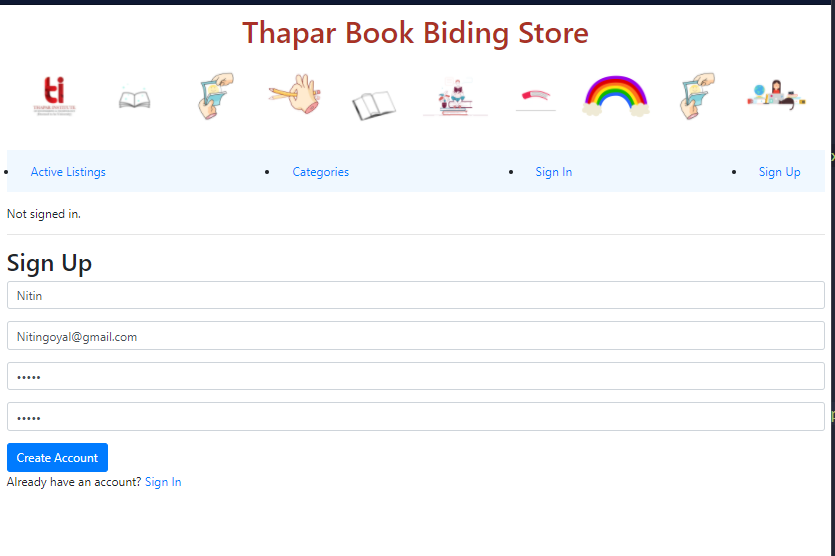 Thapar Book Biding Store
ti
THAPAR INSTITUTE
Active Listings
Categories
Sign In
Sign Up
Not signed in.
Sign Up
Nitin
Nitingoyal@gmail.com
•••••
•••••
Create Account
Already have an account? Sign In